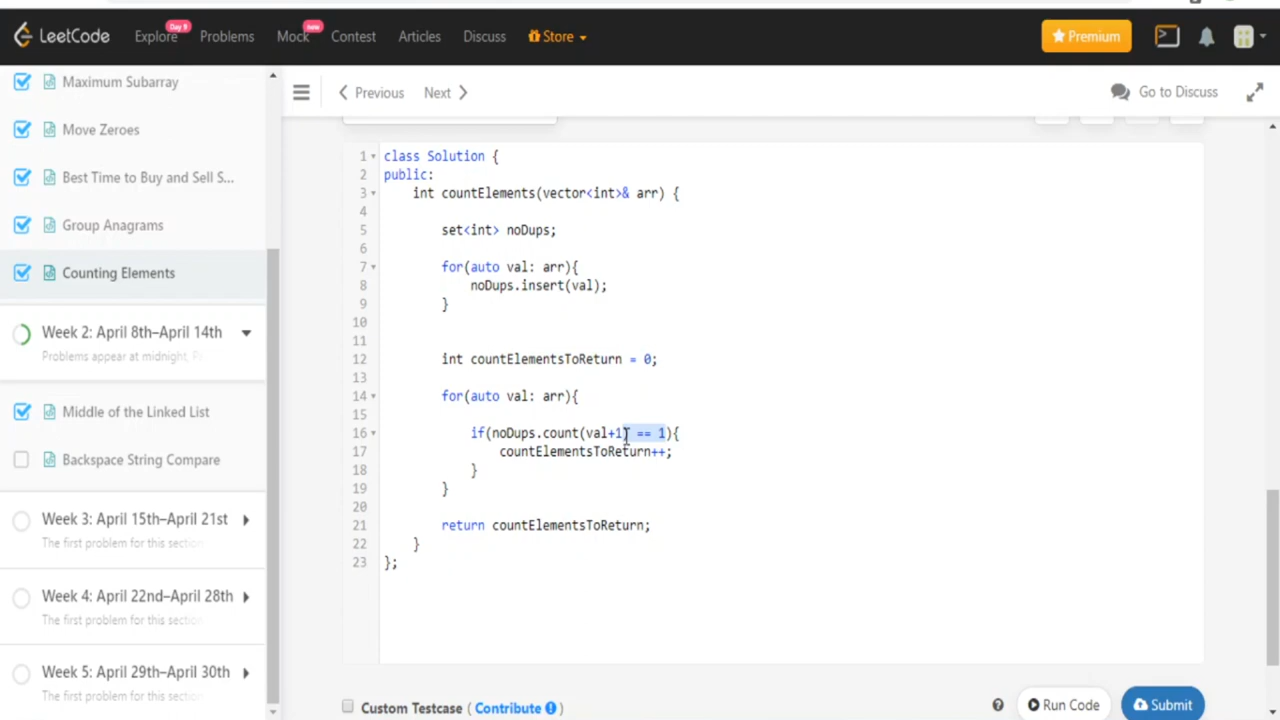 LeetCode
Explore
Day 9
Problems
Mock
new
Contest
Articles
Discuss
Store
Premium
Maximum Subarray
Move Zeroes
Best Time to Buy and Sell S...
Group Anagrams
Counting Elements
Week 2: April 8th–April 14th
Problems appear at midnight,
Middle of the Linked List
Backspace String Compare
Week 3: April 15th–April 21st
The first problem for this section
Week 4: April 22nd–April 28th
The first problem for this section
Week 5: April 29th–April 30th
The first problem for this section
Previous
Next
Go to Discuss
1 class Solution {
2 public:
3 int countElements(vector<int>& arr) {
4
5 set<int> noDups;
6
7 for(auto val: arr){
8 noDups.insert(val);
9 }
10
11
12 int countElementsToReturn = 0;
13
14 for(auto val: arr){
15
16 if(noDups.count(val+1) == 1){
17 countElementsToReturn++;
18 }
19 }
20
21 return countElementsToReturn;
22 }
23 };
Custom Testcase ( Contribute )
Run Code
Submit